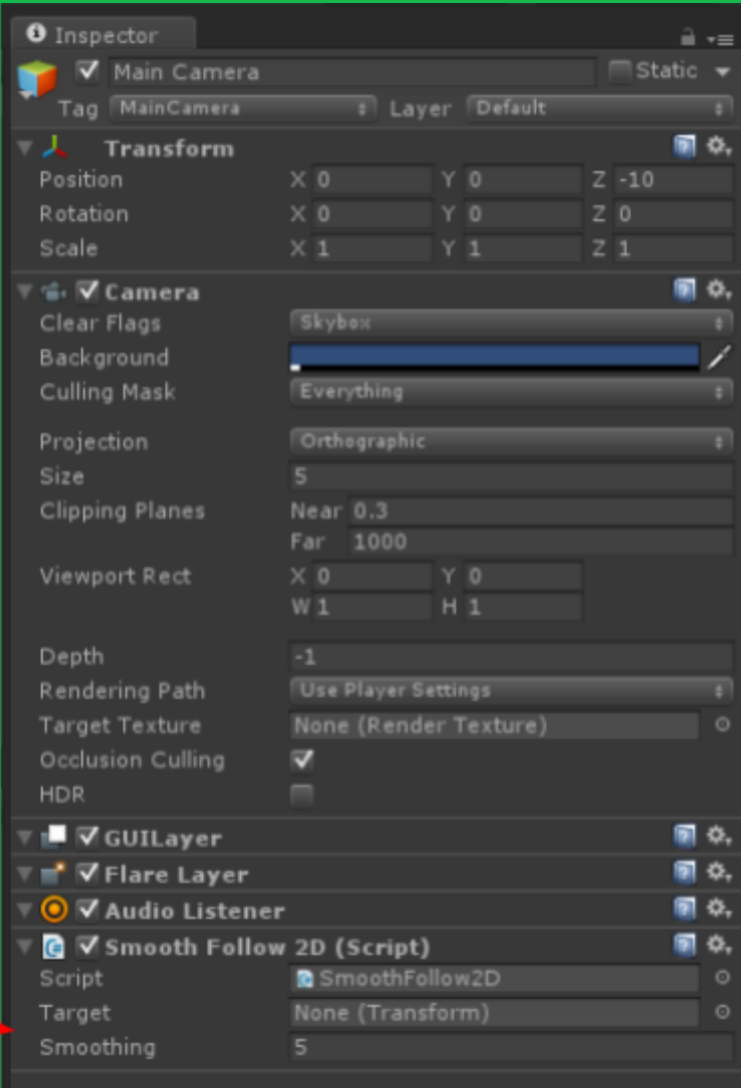 Inspector
Main Camera Static
Tag MainCamera Layer Default
Transform
Position X 0 Y 0 Z -10
Rotation X 0 Y 0 Z 0
Scale X 1 Y 1 Z 1
Camera
Clear Flags Skybox
Background
Culling Mask Everything
Projection Orthographic
Size 5
Clipping Planes Near 0.3
Far 1000
Viewport Rect X 0 Y 0
W 1 H 1
Depth -1
Rendering Path Use Player Settings
Target Texture None (Render Texture)
Occlusion Culling
HDR
GUILayer
Flare Layer
Audio Listener
Smooth Follow 2D (Script)
Script SmoothFollow2D
Target None (Transform)
Smoothing 5